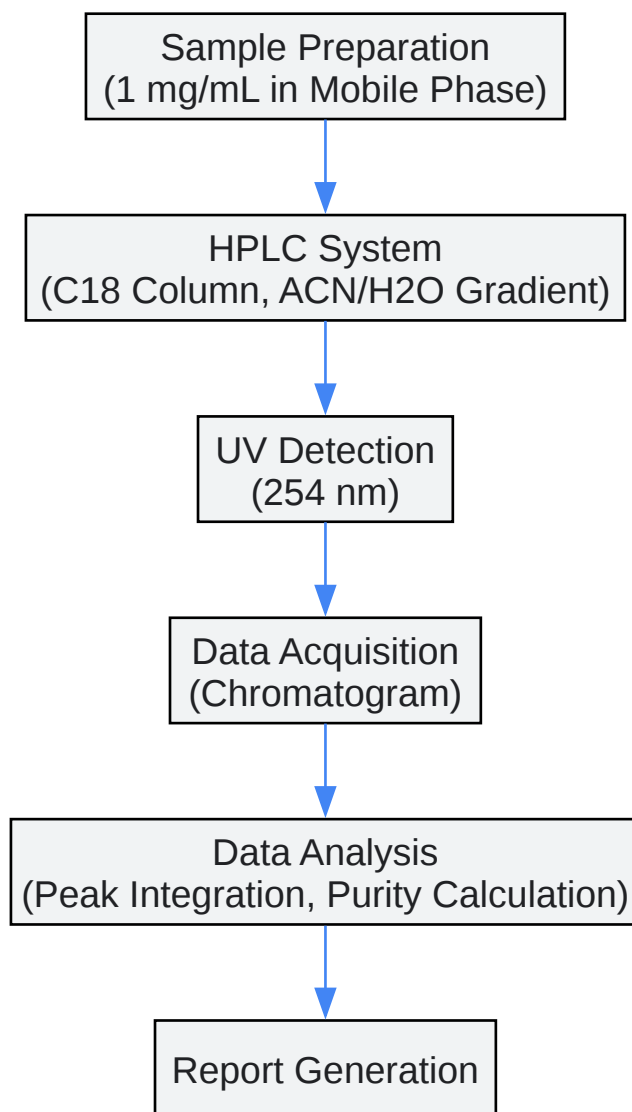 Sample Preparation
(1 mg/mL in Mobile Phase)
HPLC System
(C18 Column, ACN/H2O Gradient)
UV Detection
(254 nm)
Data Acquisition
(Chromatogram)
Data Analysis
(Peak Integration, Purity Calculation)
Report Generation